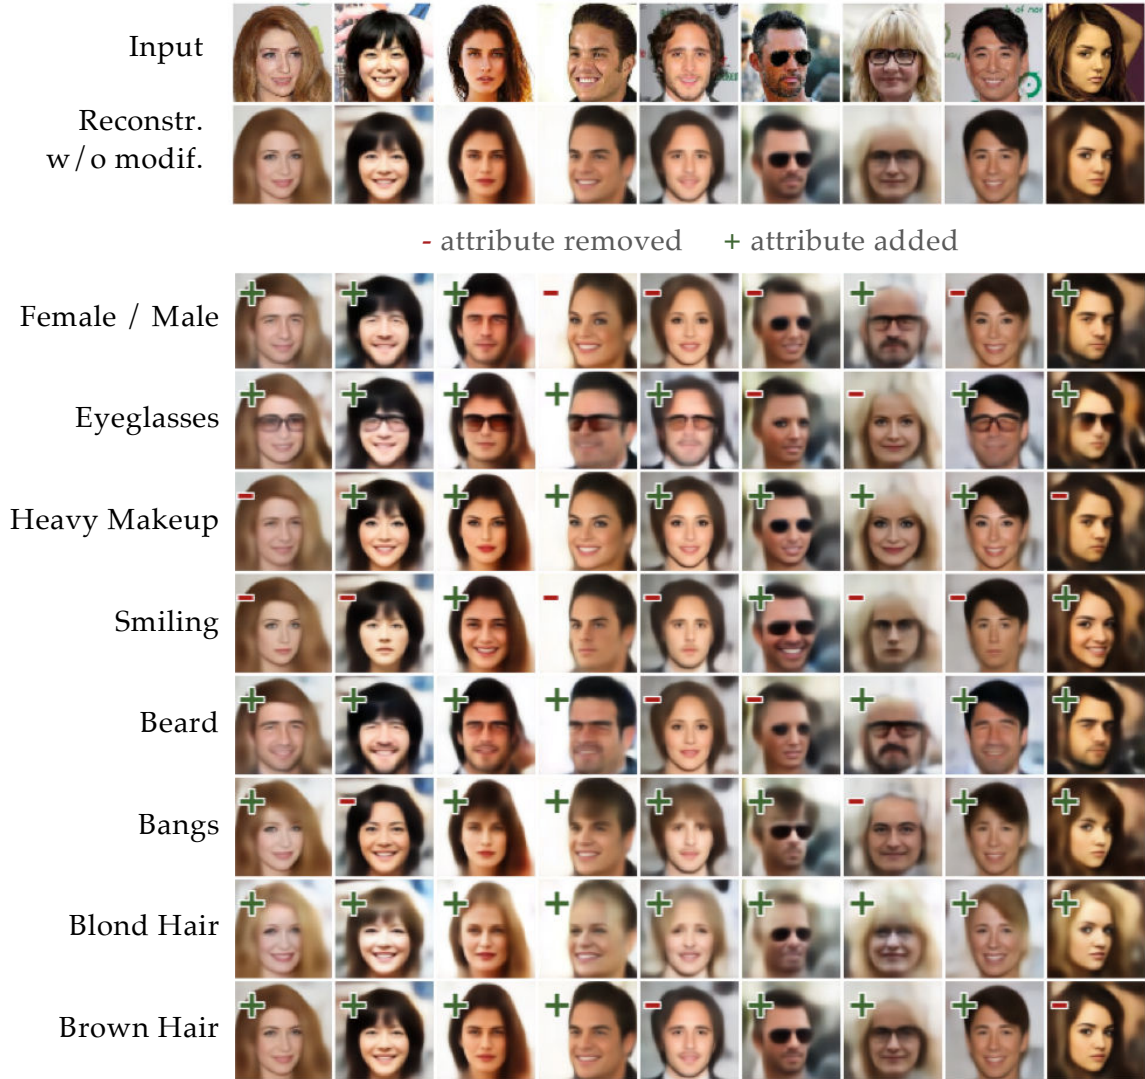 Input
Reconstr.
w/o modif.
- attribute removed + attribute added
Female / Male
Eyeglasses
Heavy Makeup
Smiling
Beard
Bangs
Blond Hair
Brown Hair